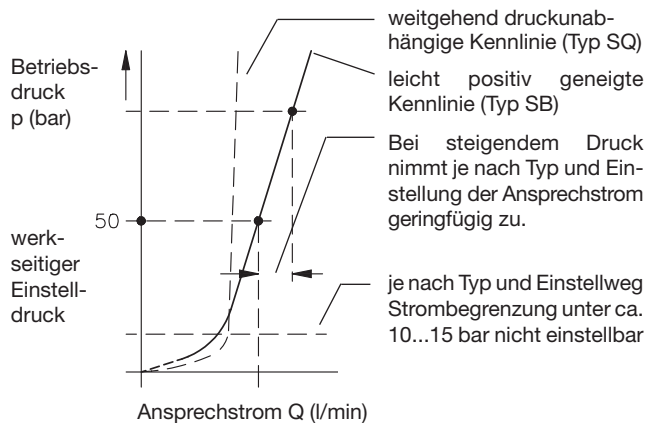 weitgehend druckunab-
hängige Kennlinie (Typ SQ)
Betriebs-
druck
p (bar)
leicht positiv geneigte
Kennlinie (Typ SB)
Bei steigendem Druck
nimmt je nach Typ und Ein-
stellung der Ansprechstrom
geringfügig zu.
50
werk-
seitiger
Einstell-
druck
je nach Typ und Einstellweg
Strombegrenzung unter ca.
10...15 bar nicht einstellbar
Ansprechstrom Q (l/min)